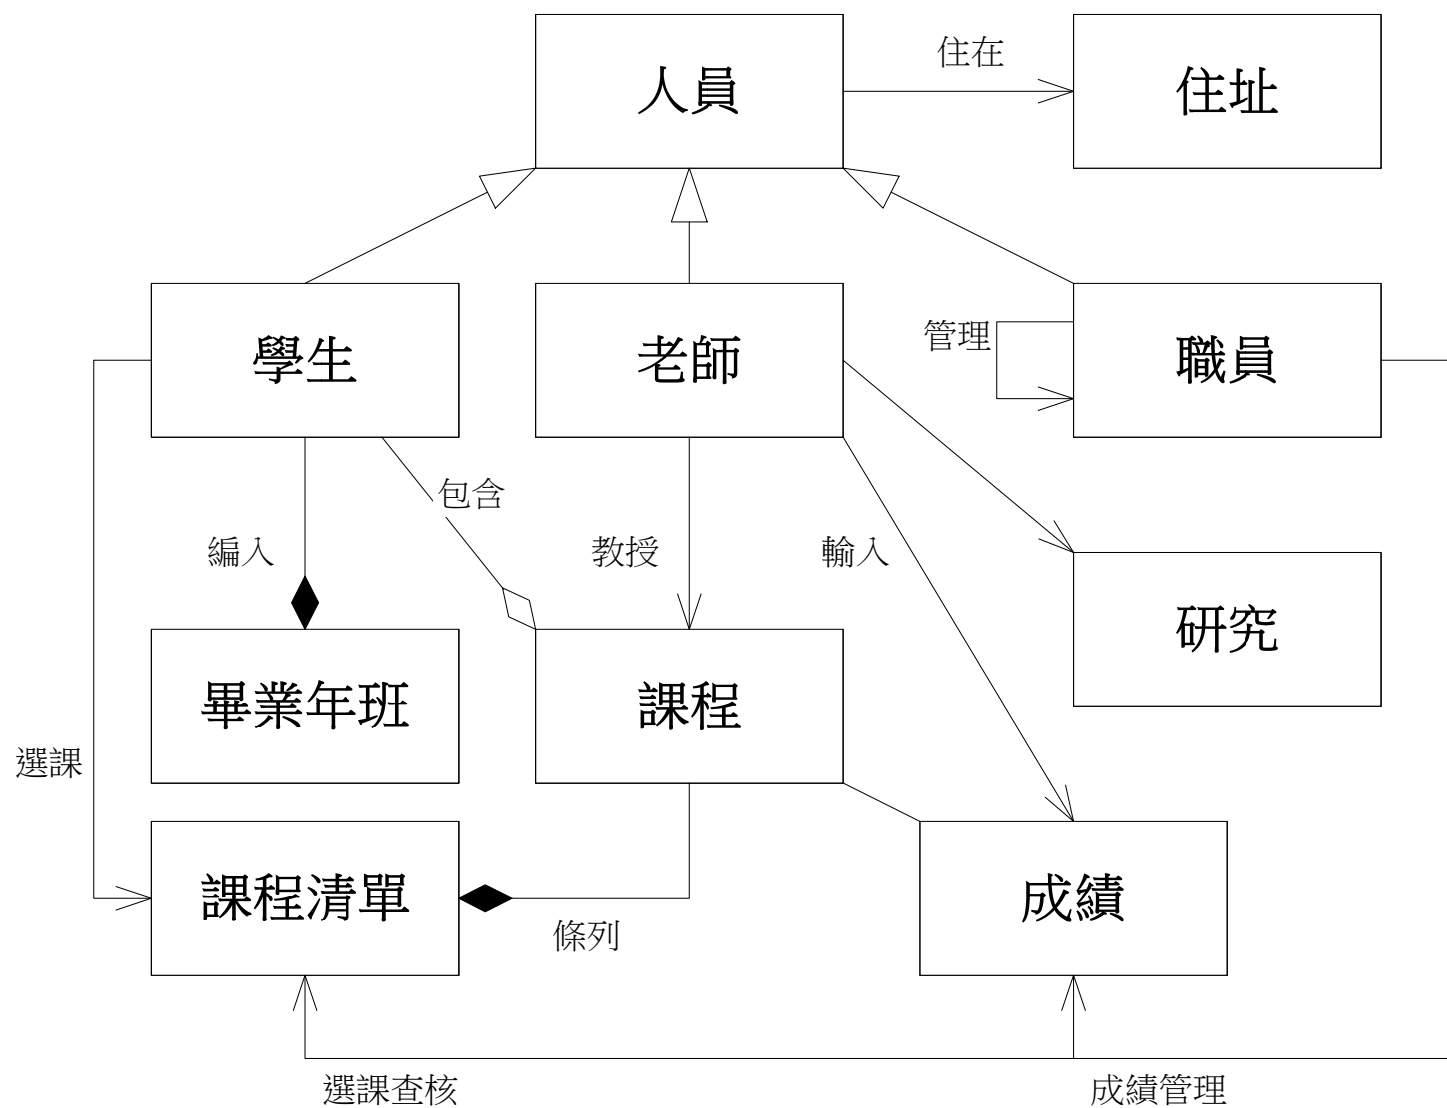 人員
住在
住址
學生
老師
管理
職員
包含
編入
教授
輸入
研究
畢業年班
課程
選課
課程清單
條列
成績
選課查核
成績管理